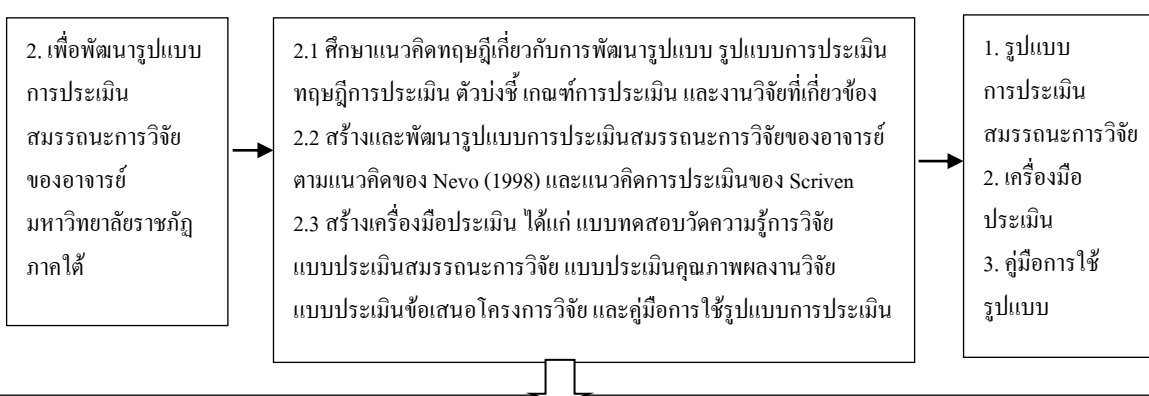 2. เพื่อพัฒนารูปแบบ
การประเมิน
สมรรถนะการวิจัย
ของอาจารย์
มหาวิทยาลัยราชภัฏ
ภาคใต้
2.1 ศึกษาแนวคิดทฤษฎีเกี่ยวกับการพัฒนารูปแบบ รูปแบบการประเมิน
ทฤษฎีการประเมิน ตัวบ่งชี้ เกณฑ์การประเมิน และงานวิจัยที่เกี่ยวข้อง
2.2 สร้างและพัฒนารูปแบบการประเมินสมรรถนะการวิจัยของอาจารย์
ตามแนวคิดของ Nevo (1998) และแนวคิดการประเมินของ Scriven
2.3 สร้างเครื่องมือประเมิน ได้แก่ แบบทดสอบวัดความรู้การวิจัย
แบบประเมินสมรรถนะการวิจัย แบบประเมินคุณภาพผลงานวิจัย
แบบประเมินข้อเสนอโครงการวิจัย และคู่มือการใช้รูปแบบการประเมิน
1. รูปแบบ
การประเมิน
สมรรถนะการวิจัย
2. เครื่องมือ
ประเมิน
3. คู่มือการใช้
รูปแบบ